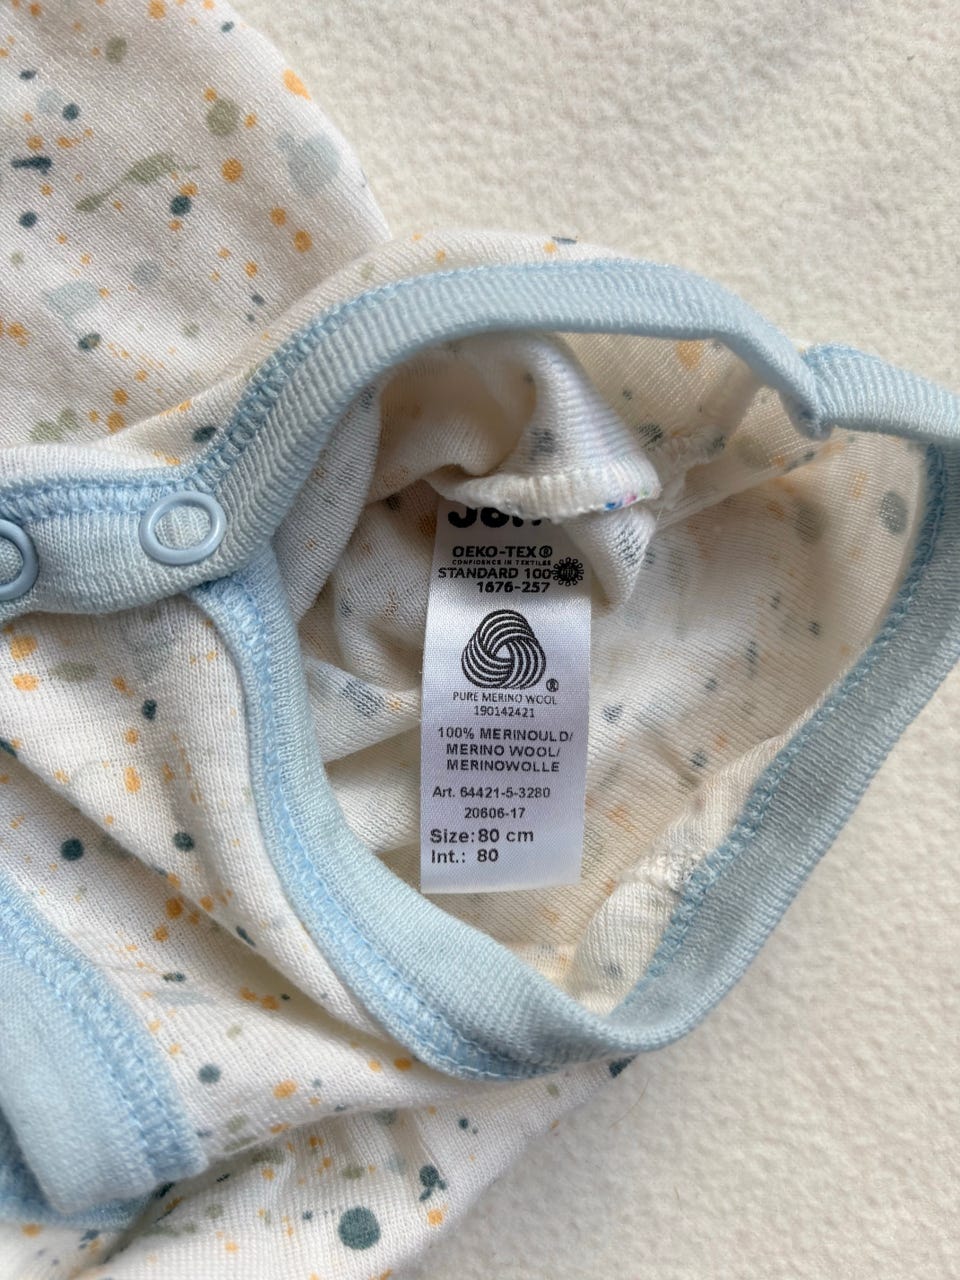 OEKO-TEX®
CONFIDENCE IN TEXTILES
STANDARD 100
1676-257
®
PURE MERINO WOOL
190142421
100% MERINOULD/
MERINO WOOL/
MERINOWOLLE
Art. 64421-5-3280
20606-17
Size: 80 cm
Int.: 80